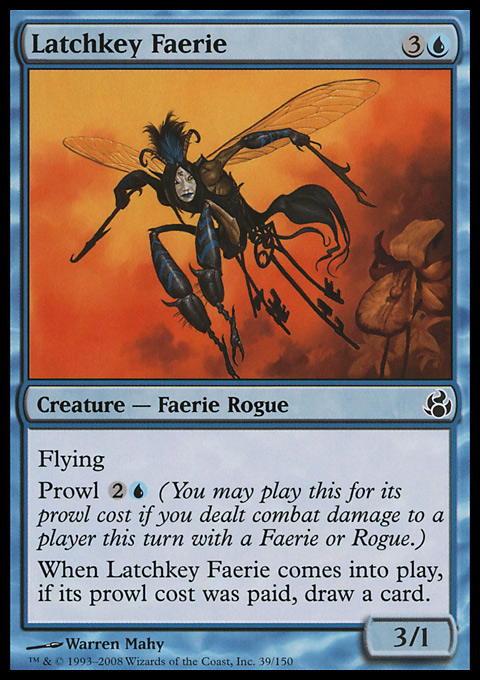 Latchkey Faerie 3
Creature — Faerie Rogue
Flying
Prowl 2 (You may play this for its
prowl cost if you dealt combat damage to a
player this turn with a Faerie or Rogue.)
When Latchkey Faerie comes into play,
if its prowl cost was paid, draw a card.
3/1
Warren Mahy
™ & © 1993–2008 Wizards of the Coast, Inc. 39/150